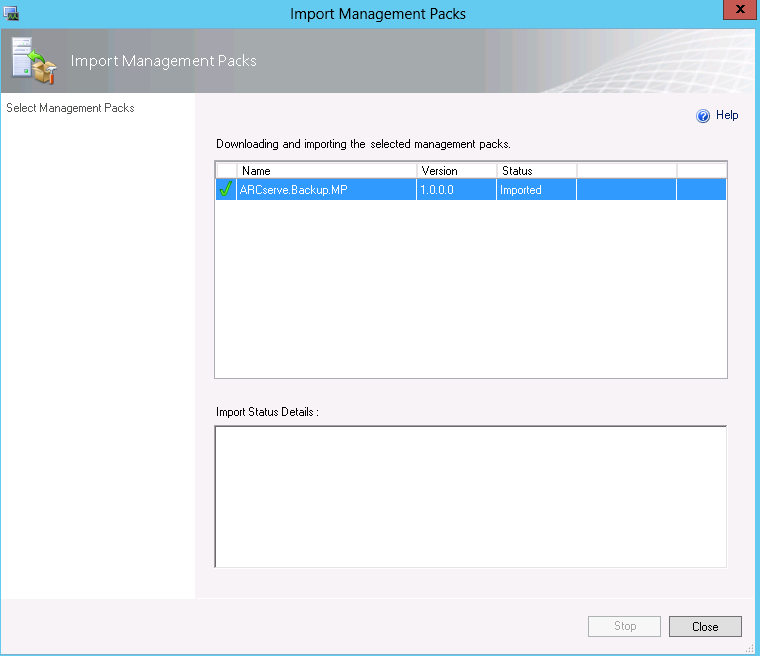 Import Management Packs
X
Import Management Packs
Select Management Packs
? Help
Downloading and importing the selected management packs.
Name Version Status
ARCserve.Backup.MP 1.0.0.0 Imported
Import Status Details :
Stop Close